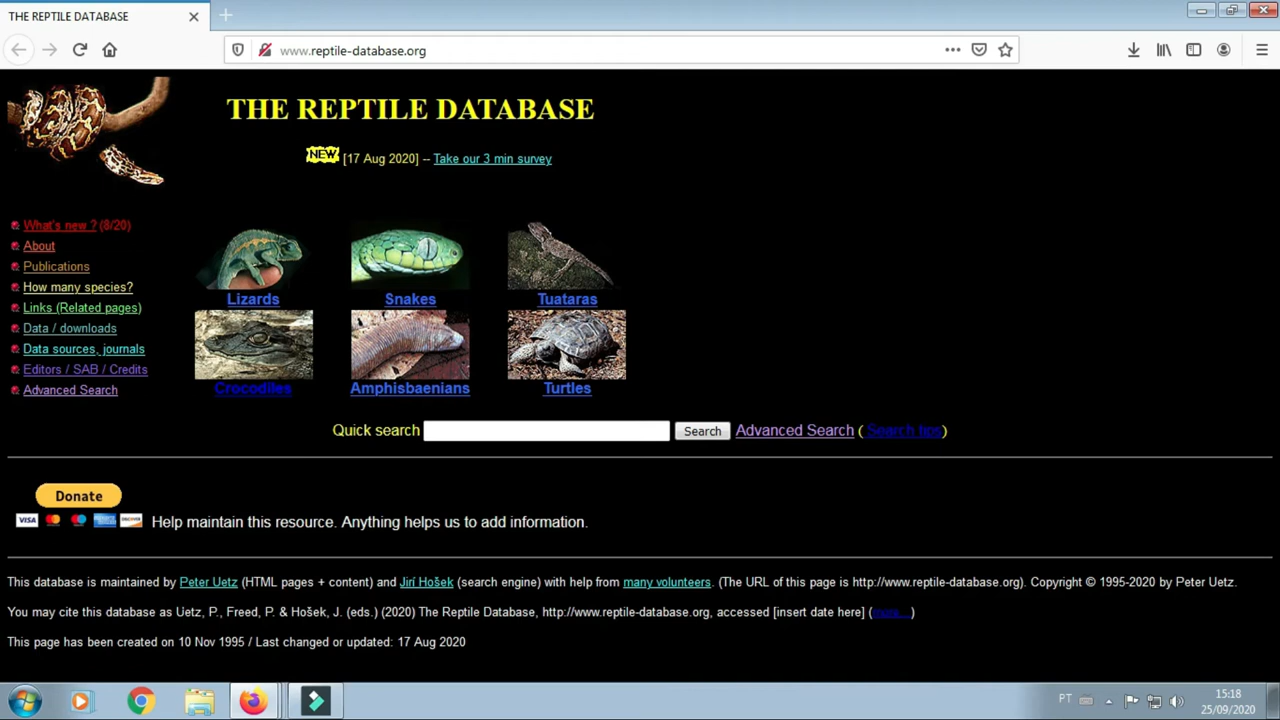 THE REPTILE DATABASE
www.reptile-database.org
THE REPTILE DATABASE
NEW [17 Aug 2020] -- Take our 3 min survey
What's new ? (8/20)
About
Publications
How many species?
Links (Related pages)
Data / downloads
Data sources, journals
Editors / SAB / Credits
Advanced Search
Lizards Snakes Tuataras
Crocodiles Amphisbaenians Turtles
Quick search Search Advanced Search ( Search tips)
Donate
VISA DISCOVER Help maintain this resource. Anything helps us to add information.
This database is maintained by Peter Uetz (HTML pages + content) and Jirí Hošek (search engine) with help from many volunteers. (The URL of this page is http://www.reptile-database.org). Copyright © 1995-2020 by Peter Uetz.
You may cite this database as Uetz, P., Freed, P. & Hošek, J. (eds.) (2020) The Reptile Database, http://www.reptile-database.org, accessed [insert date here] (more...)
This page has been created on 10 Nov 1995 / Last changed or updated: 17 Aug 2020
PT 15:18
25/09/2020